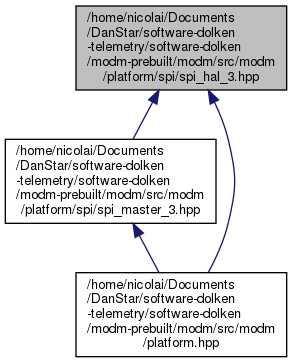 /home/nicolai/Documents
/DanStar/software-dolken
-telemetry/software-dolken
/modm-prebuilt/modm/src/modm
/platform/spi/spi_hal_3.hpp
/home/nicolai/Documents
/DanStar/software-dolken
-telemetry/software-dolken
/modm-prebuilt/modm/src/modm
/platform/spi/spi_master_3.hpp
/home/nicolai/Documents
/DanStar/software-dolken
-telemetry/software-dolken
/modm-prebuilt/modm/src/modm
/platform.hpp